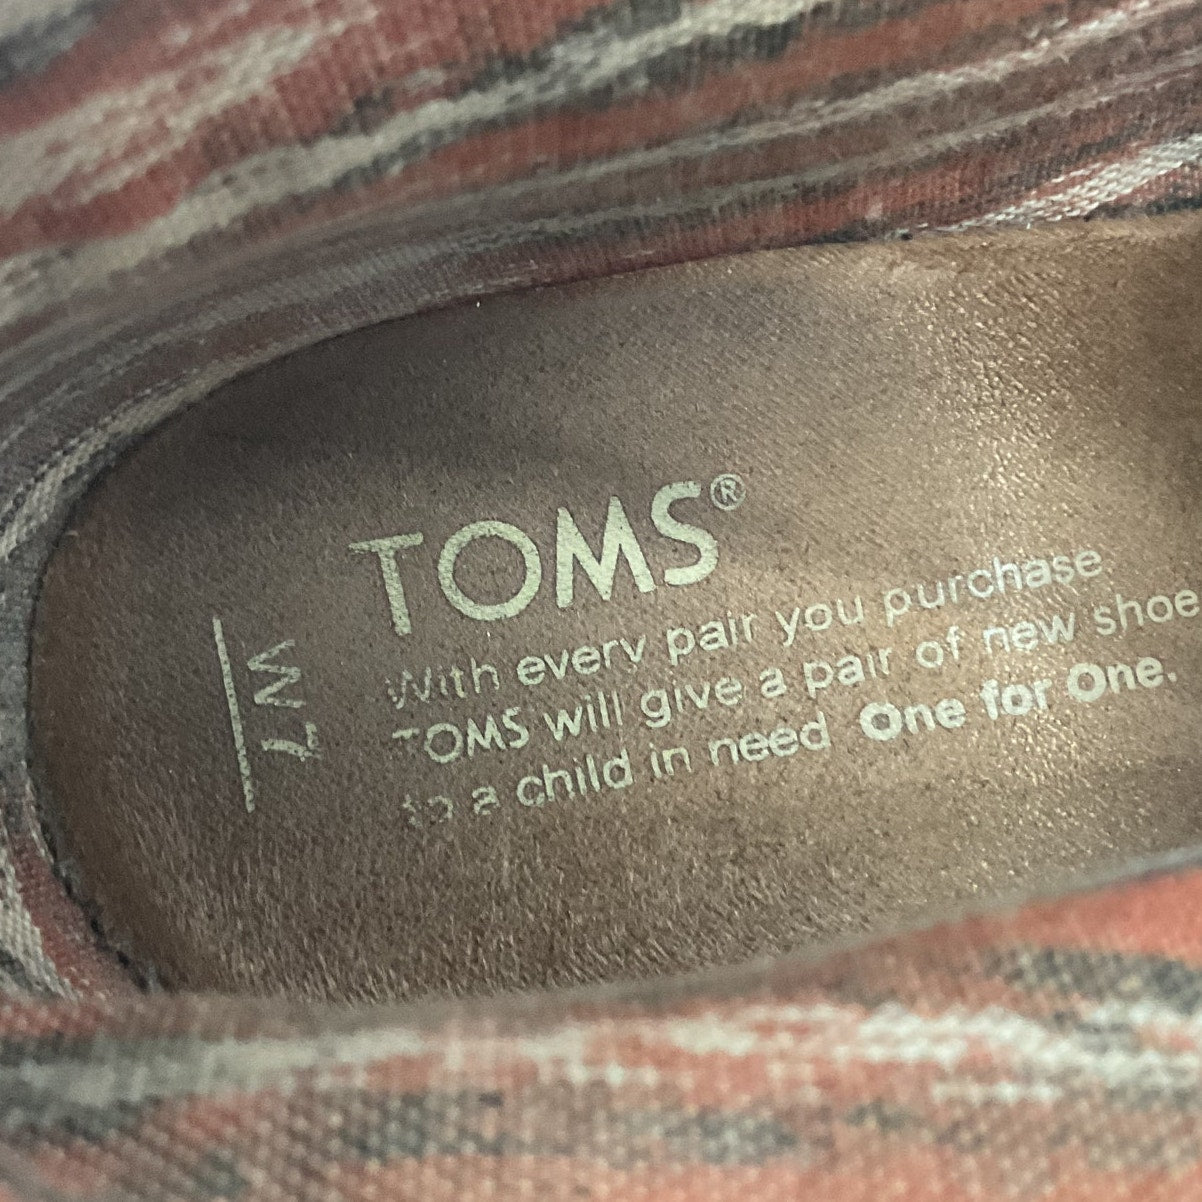 TOMS®
With every pair you purchase
TOMS will give a pair of new shoe
to a child in need One for One.
W7